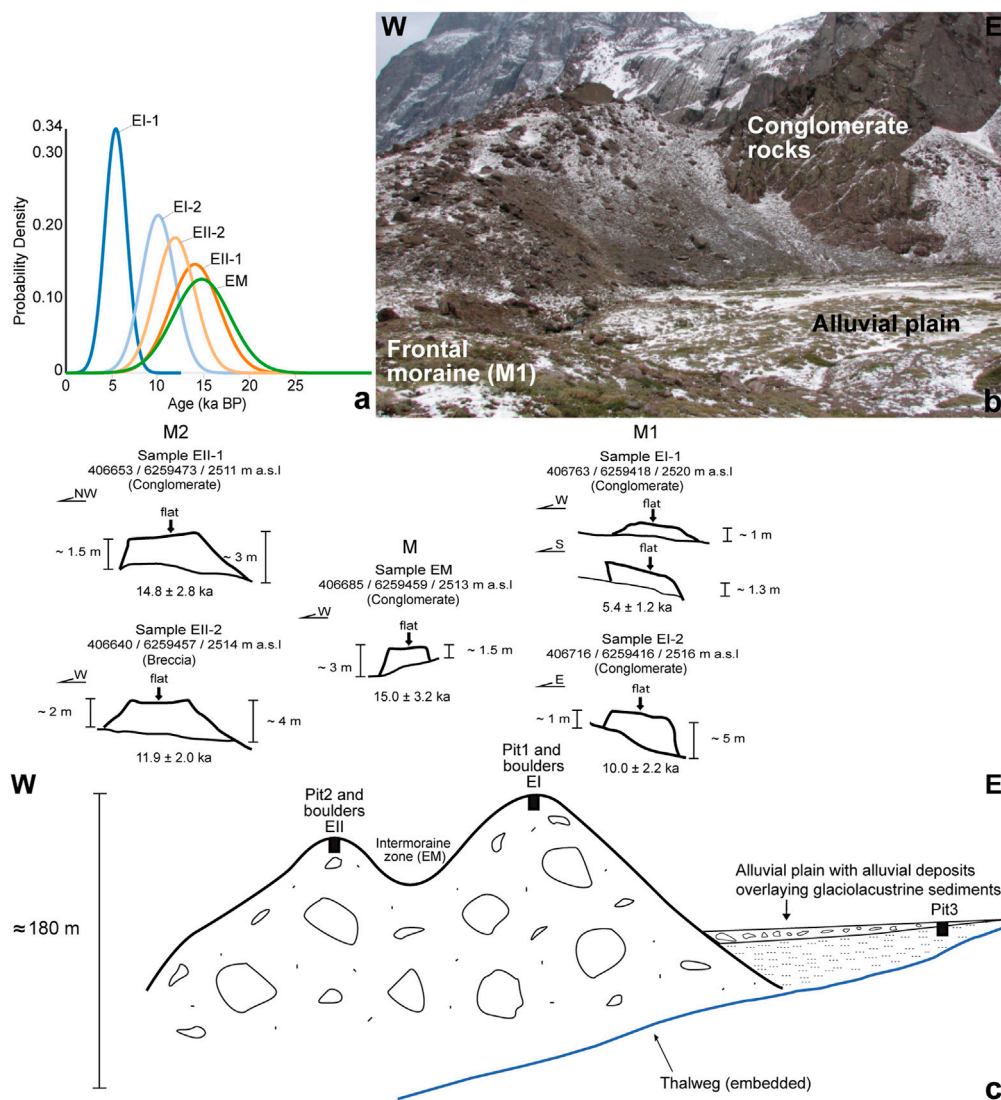 W
E
0.34
0.30
0.20
0.10
0
Probability Density
EI-1
EI-2
EII-2
EII-1
EM
0
5
10
15
20
25
Age (ka BP)
a
Conglomerate
rocks
Alluvial plain
Frontal
moraine (M1)
b
M2
Sample EII-1
406653 / 6259473 / 2511 m a.s.l
(Conglomerate)
NW
flat
~ 1.5 m
~ 3 m
14.8 ± 2.8 ka
Sample EII-2
406640 / 6259457 / 2514 m a.s.l
(Breccia)
W
flat
~ 2 m
~ 4 m
11.9 ± 2.0 ka
M
Sample EM
406685 / 6259459 / 2513 m a.s.l
(Conglomerate)
W
flat
~ 3 m
~ 1.5 m
15.0 ± 3.2 ka
M1
Sample EI-1
406763 / 6259418 / 2520 m a.s.l
(Conglomerate)
W
flat
~ 1 m
S
flat
~ 1.3 m
5.4 ± 1.2 ka
Sample EI-2
406716 / 6259416 / 2516 m a.s.l
(Conglomerate)
E
flat
~ 1 m
~ 5 m
10.0 ± 2.2 ka
W
E
≈180 m
Pit2 and
boulders
EII
Intermoraine
zone (EM)
Pit1 and
boulders
EI
Alluvial plain with alluvial deposits
overlaying glaciolacustrine sediments
Pit3
Thalweg (embedded)
c